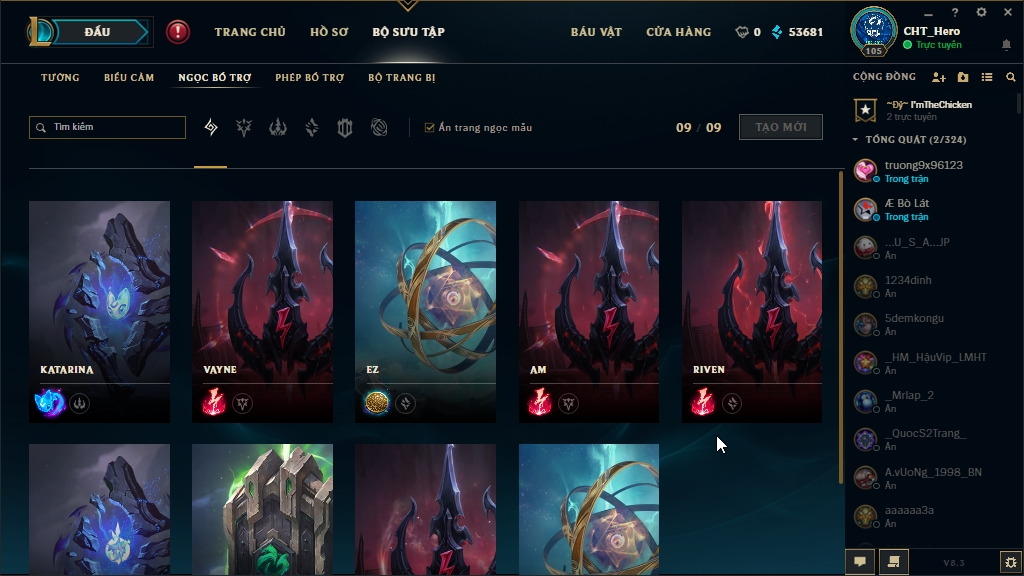 ĐẤU
TRANG CHỦ
HỒ SƠ
BỘ SƯU TẬP
BÁU VẬT
CỬA HÀNG
0
53681
105
CHT_Hero
Trực tuyến
TƯỚNG
BIỂU CẢM
NGỌC BỔ TRỢ
PHÉP BỔ TRỢ
BỘ TRANG BỊ
CỘNG ĐỒNG
~Đý~ I'mTheChicken
2 trực tuyến
Tìm kiếm
Ẩn trang ngọc mẫu
09 / 09
TẠO MỚI
TỔNG QUÁT (2/324)
truong9x96123
Trong trận
Æ Bò Lát
Trong trận
...U_S_A...JP
Ẩn
1234dinh
Ẩn
5demkongu
Ẩn
_HM_HậuVip_LMHT
Ẩn
_Mrlap_2
Ẩn
_QuocS2Trang_
Ẩn
A.vUoNg_1998_BN
Ẩn
aaaaaa3a
Ẩn
KATARINA
VAYNE
EZ
AM
RIVEN
V8.3